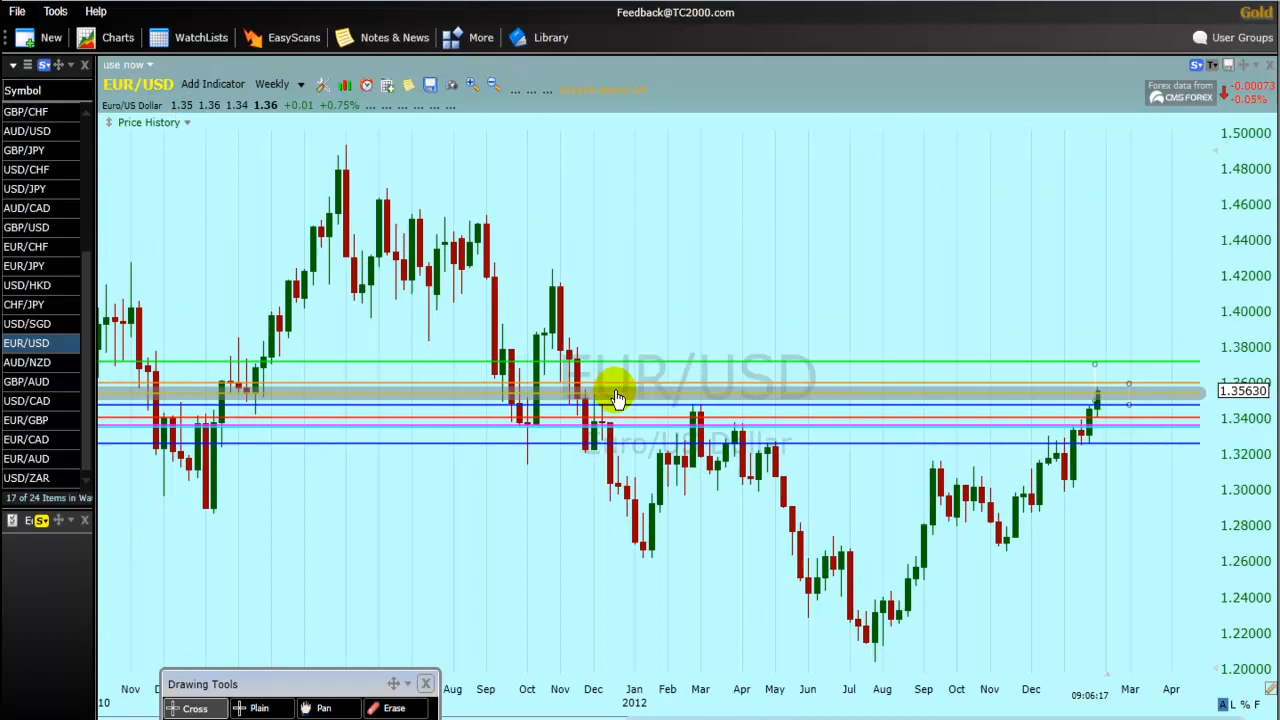 File Tools Help Feedback@TC2000.com Gold
New Charts WatchLists EasyScans Notes & News More Library User Groups
use now
EUR/USD Add Indicator Weekly ... ... ...
Euro/US Dollar 1.35 1.36 1.34 1.36 +0.01 +0.75% ... ... ... ... ...
Forex data from
CMS FOREX
-0.00073
-0.05%
Price History
Symbol
GBP/CHF
AUD/USD
GBP/JPY
USD/CHF
USD/JPY
AUD/CAD
GBP/USD
EUR/CHF
EUR/JPY
USD/HKD
CHF/JPY
USD/SGD
EUR/USD
AUD/NZD
GBP/AUD
USD/CAD
EUR/GBP
EUR/CAD
EUR/AUD
USD/ZAR
17 of 24 Items in
EUR/USD
Euro/US Dollar
1.50000
1.48000
1.46000
1.44000
1.42000
1.40000
1.38000
1.36000
1.35630
1.34000
1.32000
1.30000
1.28000
1.26000
1.24000
1.22000
1.20000
Nov Aug Sep Oct Nov Dec Jan Feb Mar Apr May Jun Jul Aug Sep Oct Nov Dec 09:06:17 Mar Apr
10 2012 A L % F
Drawing Tools
Cross Plain Pan Erase